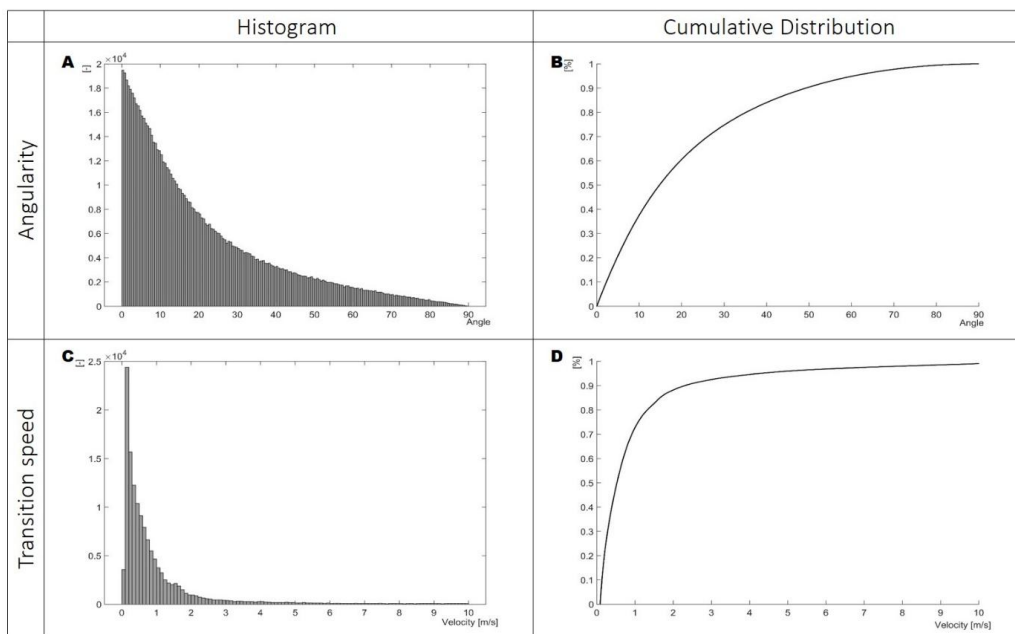 Histogram
Cumulative Distribution
Angularity
A
×10⁴
[-]
2
1.8
1.6
1.4
1.2
1
0.8
0.6
0.4
0.2
0
0 10 20 30 40 50 60 70 80 90
Angle
B
[%]
1
0.9
0.8
0.7
0.6
0.5
0.4
0.3
0.2
0.1
0
0 10 20 30 40 50 60 70 80 90
Angle
Transition speed
C
×10⁴
[-]
2.5
2
1.5
1
0.5
0
0 1 2 3 4 5 6 7 8 9 10
Velocity [m/s]
D
[%]
1
0.9
0.8
0.7
0.6
0.5
0.4
0.3
0.2
0.1
0
0 1 2 3 4 5 6 7 8 9 10
Velocity [m/s]